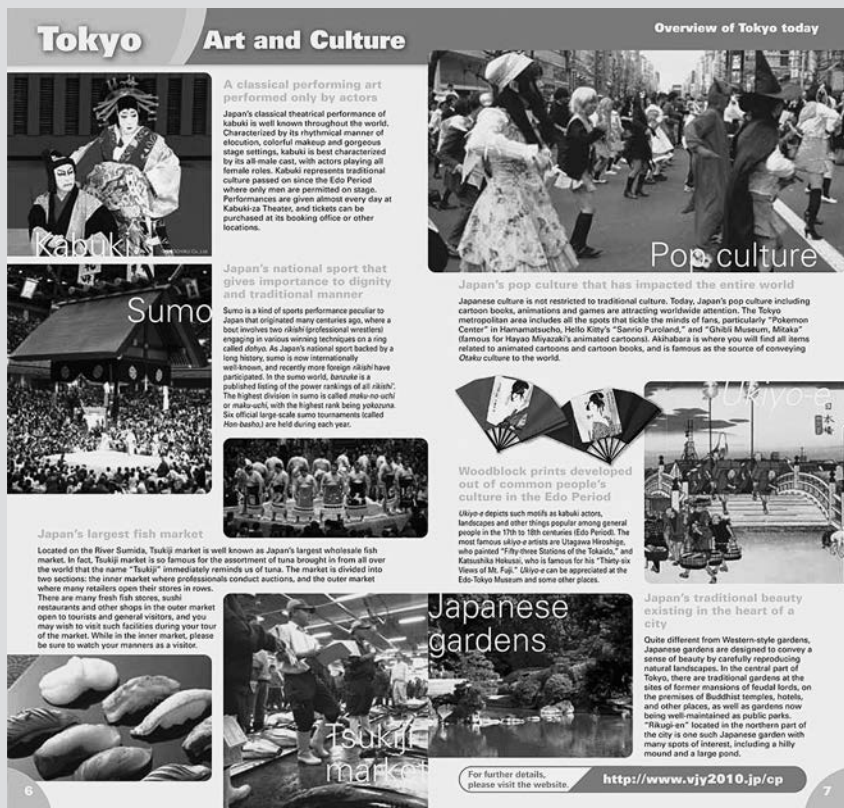 Tokyo
Art and Culture
Overview of Tokyo today
A classical performing art
performed only by actors
Japan's classical theatrical performance of
kabuki is well known throughout the world.
Characterized by its rhythmical manner of
elocution, colorful makeup and gorgeous
stage settings, kabuki is best characterized
by its all-male cast, with actors playing all
female roles. Kabuki represents traditional
culture passed on since the Edo Period
where only men are permitted on stage.
Performances are given almost every day at
Kabuki-za Theater, and tickets can be
purchased at its booking office or other
locations.
Kabuki
Sumo
Japan's national sport that
gives importance to dignity
and traditional manner
Sumo is a kind of sports performance peculiar to
Japan that originated many centuries ago, where a
bout involves two rikishi (professional wrestlers)
engaging in various winning techniques on a ring
called dohyo. As Japan's national sport backed by a
long history, sumo is now internationally
well-known, and recently more foreign rikishi have
participated. In the sumo world, banzuke is a
published listing of the power rankings of all rikishi'.
The highest division in sumo is called maku-no-uchi
or maku-uchi, with the highest rank being yokozuna.
Six official large-scale sumo tournaments (called
Hon-basho,) are held during each year.
Japan's largest fish market
Located on the River Sumida, Tsukiji market is well known as Japan's largest wholesale fish
market. In fact, Tsukiji market is so famous for the assortment of tuna brought in from all over
the world that the name "Tsukiji" immediately reminds us of tuna. The market is divided into
two sections: the inner market where professionals conduct auctions, and the outer market
where many retailers open their stores in rows.
There are many fresh fish stores, sushi
restaurants and other shops in the outer market
open to tourists and general visitors, and you
may wish to visit such facilities during your tour
of the market. While in the inner market, please
be sure to watch your manners as a visitor.
Tsukiji
market
6
Pop culture
Japan's pop culture that has impacted the entire world
Japanese culture is not restricted to traditional culture. Today, Japan's pop culture including
cartoon books, animations and games are attracting worldwide attention. The Tokyo
metropolitan area includes all the spots that tickle the minds of fans, particularly "Pokemon
Center" in Hamamatsucho, Hello Kitty's "Sanrio Puroland," and "Ghibli Museum, Mitaka"
(famous for Hayao Miyazaki's animated cartoons). Akihabara is where you will find all items
related to animated cartoons and cartoon books, and is famous as the source of conveying
Otaku culture to the world.
Ukiyo-e
日本橋
Woodblock prints developed
out of common people's
culture in the Edo Period
Ukiyo-e depicts such motifs as kabuki actors,
landscapes and other things popular among general
people in the 17th to 18th centuries (Edo Period). The
most famous ukiyo-e artists are Utagawa Hiroshige,
who painted "Fifty-three Stations of the Tokaido," and
Katsushika Hokusai, who is famous for his "Thirty-six
Views of Mt. Fuji." Ukiyo-e can be appreciated at the
Edo-Tokyo Museum and some other places.
Japanese
gardens
Japan's traditional beauty
existing in the heart of a
city
Quite different from Western-style gardens,
Japanese gardens are designed to convey a
sense of beauty by carefully reproducing
natural landscapes. In the central part of
Tokyo, there are traditional gardens at the
sites of former mansions of feudal lords, on
the premises of Buddhist temples, hotels,
and other places, as well as gardens now
being well-maintained as public parks.
"Rikugi-en" located in the northern part of
the city is one such Japanese garden with
many spots of interest, including a hilly
mound and a large pond.
For further details,
please visit the website.
http://www.vjy2010.jp/cp
7